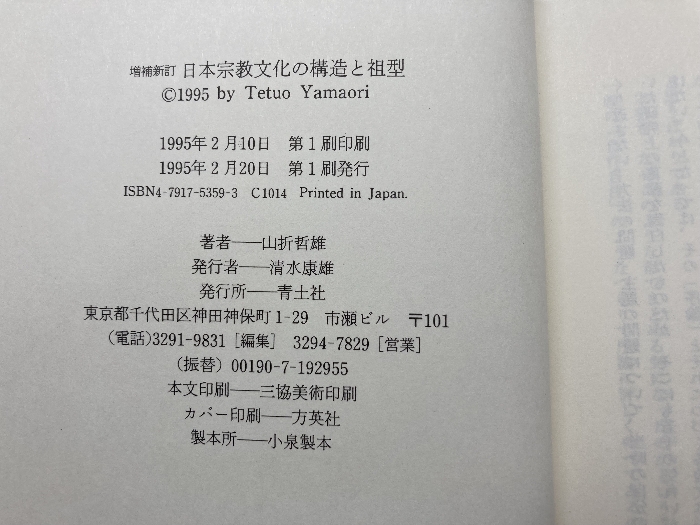 増補新訂 日本宗教文化の構造と祖型
©1995 by Tetuo Yamaori
1995年2月10日 第1刷印刷
1995年2月20日 第1刷発行
ISBN4-7917-5359-3 C1014 Printed in Japan.
著者——山折哲雄
発行者——清水康雄
発行所——青土社
東京都千代田区神田神保町1-29 市瀬ビル 〒101
(電話)3291-9831[編集] 3294-7829[営業]
(振替) 00190-7-192955
本文印刷——三協美術印刷
カバー印刷——方英社
製本所——小泉製本